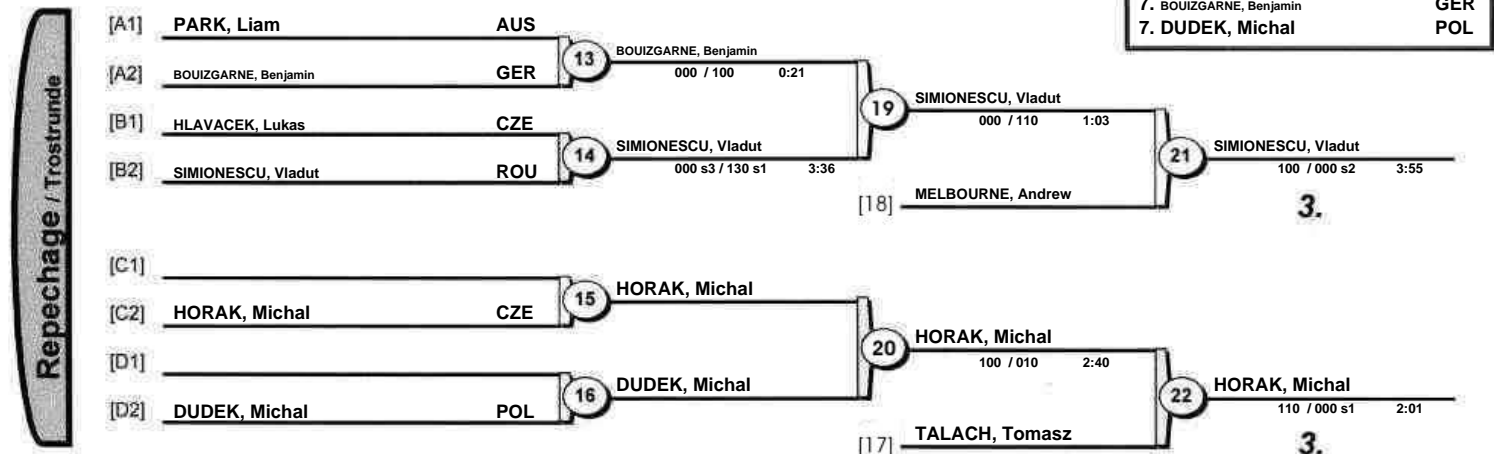 7. BOUIZGARNE, Benjamin GER
7. DUDEK, Michal POL
Repechage / Trostrunde
[A1] PARK, Liam AUS
[A2] BOUIZGARNE, Benjamin GER
13 BOUIZGARNE, Benjamin
000 / 100 0:21
[B1] HLAVACEK, Lukas CZE
[B2] SIMIONESCU, Vladut ROU
14 SIMIONESCU, Vladut
000 s3 / 130 s1 3:36
19 SIMIONESCU, Vladut
000 / 110 1:03
[18] MELBOURNE, Andrew
21 SIMIONESCU, Vladut
100 / 000 s2 3:55
3.
[C1]
[C2] HORAK, Michal CZE
15 HORAK, Michal
[D1]
[D2] DUDEK, Michal POL
16 DUDEK, Michal
20 HORAK, Michal
100 / 010 2:40
[17] TALACH, Tomasz
22 HORAK, Michal
110 / 000 s1 2:01
3.